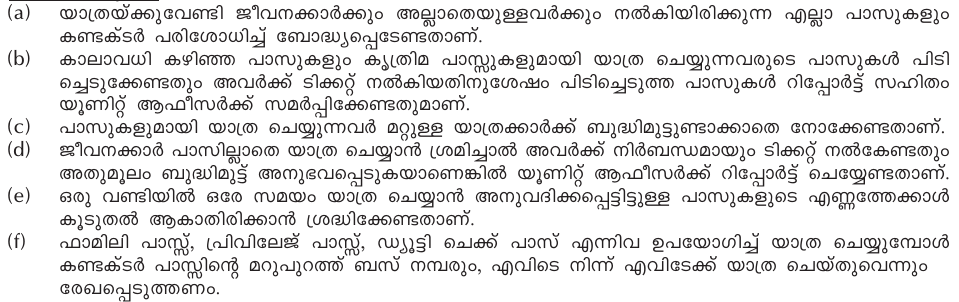 (a) യാത്രയ്ക്കുവേണ്ടി ജീവനക്കാർക്കും അല്ലാതെയുള്ളവർക്കും നൽകിയിരിക്കുന്ന എല്ലാ പാസുകളും
കണ്ടക്ടർ പരിശോധിച്ച് ബോദ്ധ്യപ്പെടേണ്ടതാണ്.
(b) കാലാവധി കഴിഞ്ഞ പാസുകളും കൃത്രിമ പാസ്സുകളുമായി യാത്ര ചെയ്യുന്നവരുടെ പാസുകൾ പിടി
ച്ചെടുക്കേണ്ടതും അവർക്ക് ടിക്കറ്റ് നൽകിയതിനുശേഷം പിടിച്ചെടുത്ത പാസുകൾ റിപ്പോർട്ട് സഹിതം
യൂണിറ്റ് ആഫീസർക്ക് സമർപ്പിക്കേണ്ടതുമാണ്.
(c) പാസുകളുമായി യാത്ര ചെയ്യുന്നവർ മറ്റുള്ള യാത്രക്കാർക്ക് ബുദ്ധിമുട്ടുണ്ടാക്കാതെ നോക്കേണ്ടതാണ്.
(d) ജീവനക്കാർ പാസില്ലാതെ യാത്ര ചെയ്യാൻ ശ്രമിച്ചാൽ അവർക്ക് നിർബന്ധമായും ടിക്കറ്റ് നൽകേണ്ടതും
അതുമൂലം ബുദ്ധിമുട്ട് അനുഭവപ്പെടുകയാണെങ്കിൽ യൂണിറ്റ് ആഫീസർക്ക് റിപ്പോർട്ട് ചെയ്യേണ്ടതാണ്.
(e) ഒരു വണ്ടിയിൽ ഒരേ സമയം യാത്ര ചെയ്യാൻ അനുവദിക്കപ്പെട്ടിട്ടുള്ള പാസുകളുടെ എണ്ണത്തേക്കാൾ
കൂടുതൽ ആകാതിരിക്കാൻ ശ്രദ്ധിക്കേണ്ടതാണ്.
(f) ഫാമിലി പാസ്സ്, പ്രിവിലേജ് പാസ്സ്, ഡ്യൂട്ടി ചെക്ക് പാസ് എന്നിവ ഉപയോഗിച്ച് യാത്ര ചെയ്യുമ്പോൾ
കണ്ടക്ടർ പാസ്സിന്റെ മറുപുറത്ത് ബസ് നമ്പരും, എവിടെ നിന്ന് എവിടേക്ക് യാത്ര ചെയ്തുവെന്നും
രേഖപ്പെടുത്തണം.